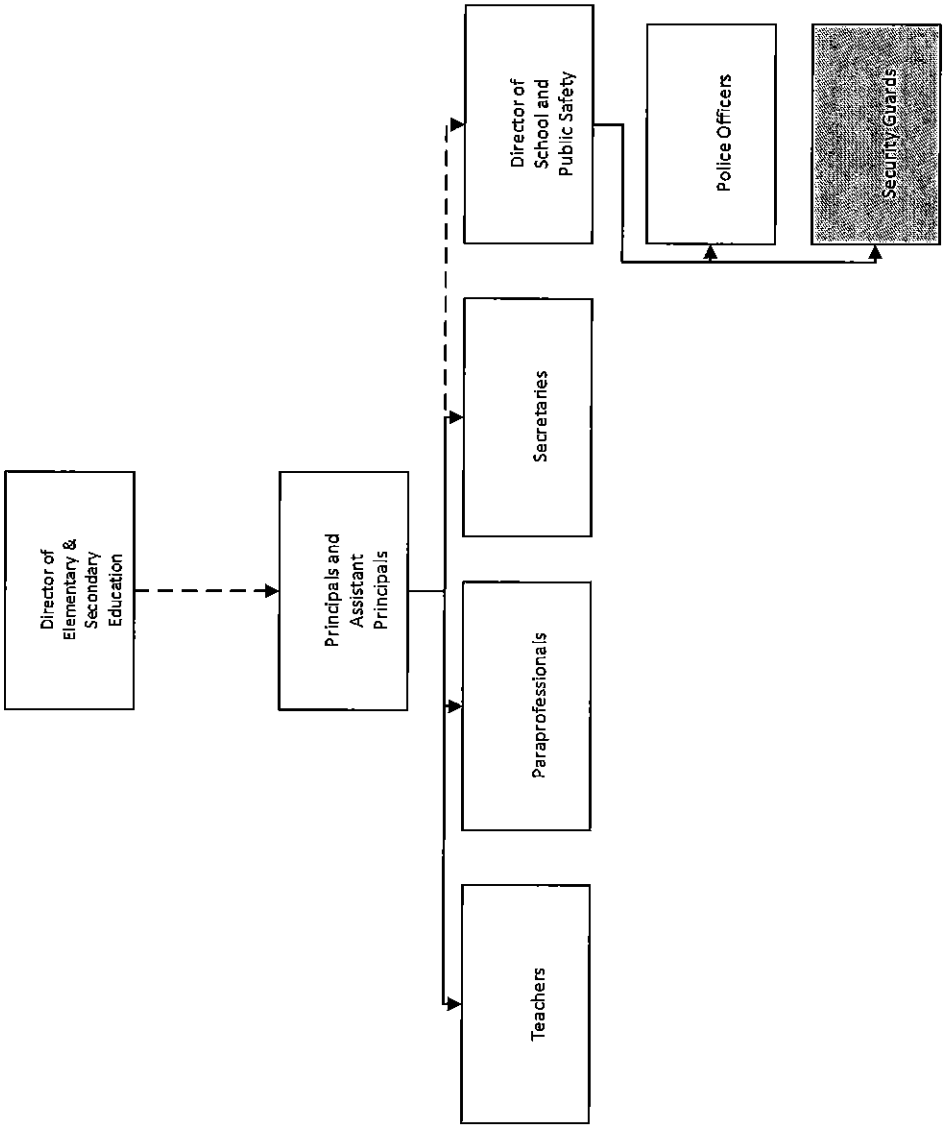 Director of
Elementary &
Secondary
Education
Principals and
Assistant
Principals
Teachers
Paraprofessionals
Secretaries
Director of
School and
Public Safety
Police Officers
Security Guards